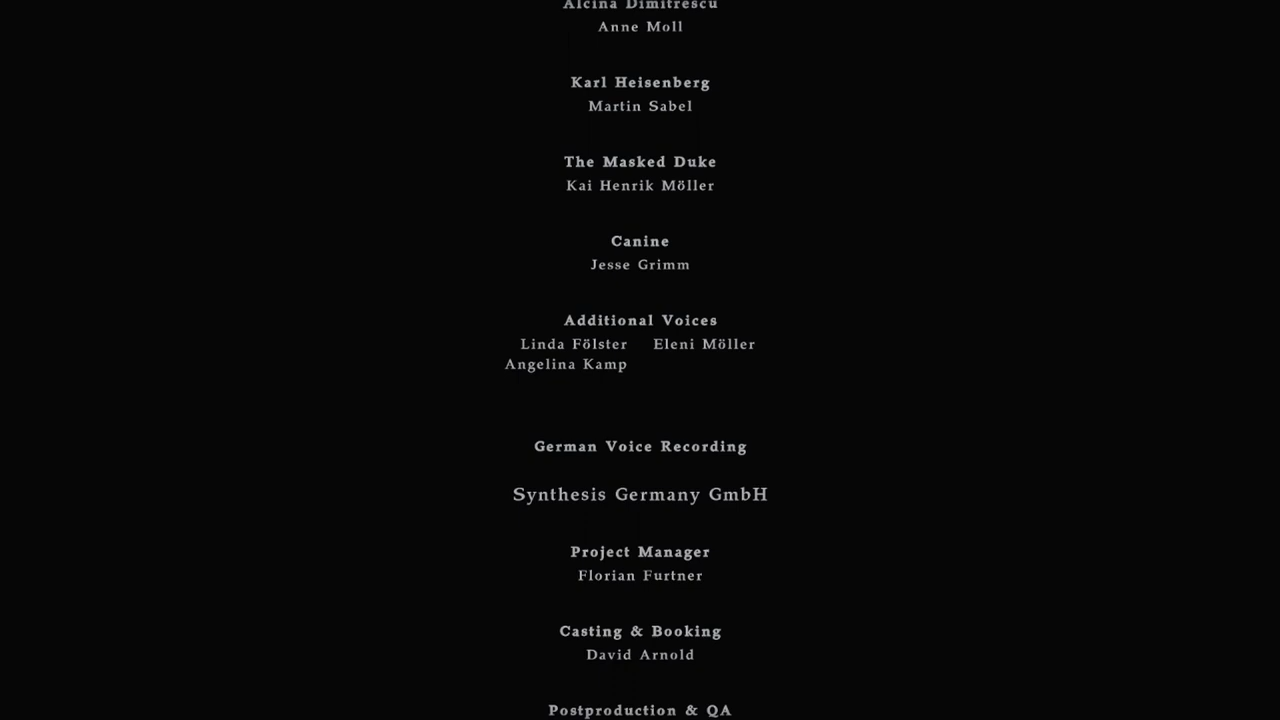 Alcina Dimitrescu
Anne Moll
Karl Heisenberg
Martin Sabel
The Masked Duke
Kai Henrik Möller
Canine
Jesse Grimm
Additional Voices
Linda Fölster Eleni Möller
Angelina Kamp
German Voice Recording
Synthesis Germany GmbH
Project Manager
Florian Furtner
Casting & Booking
David Arnold
Postproduction & QA